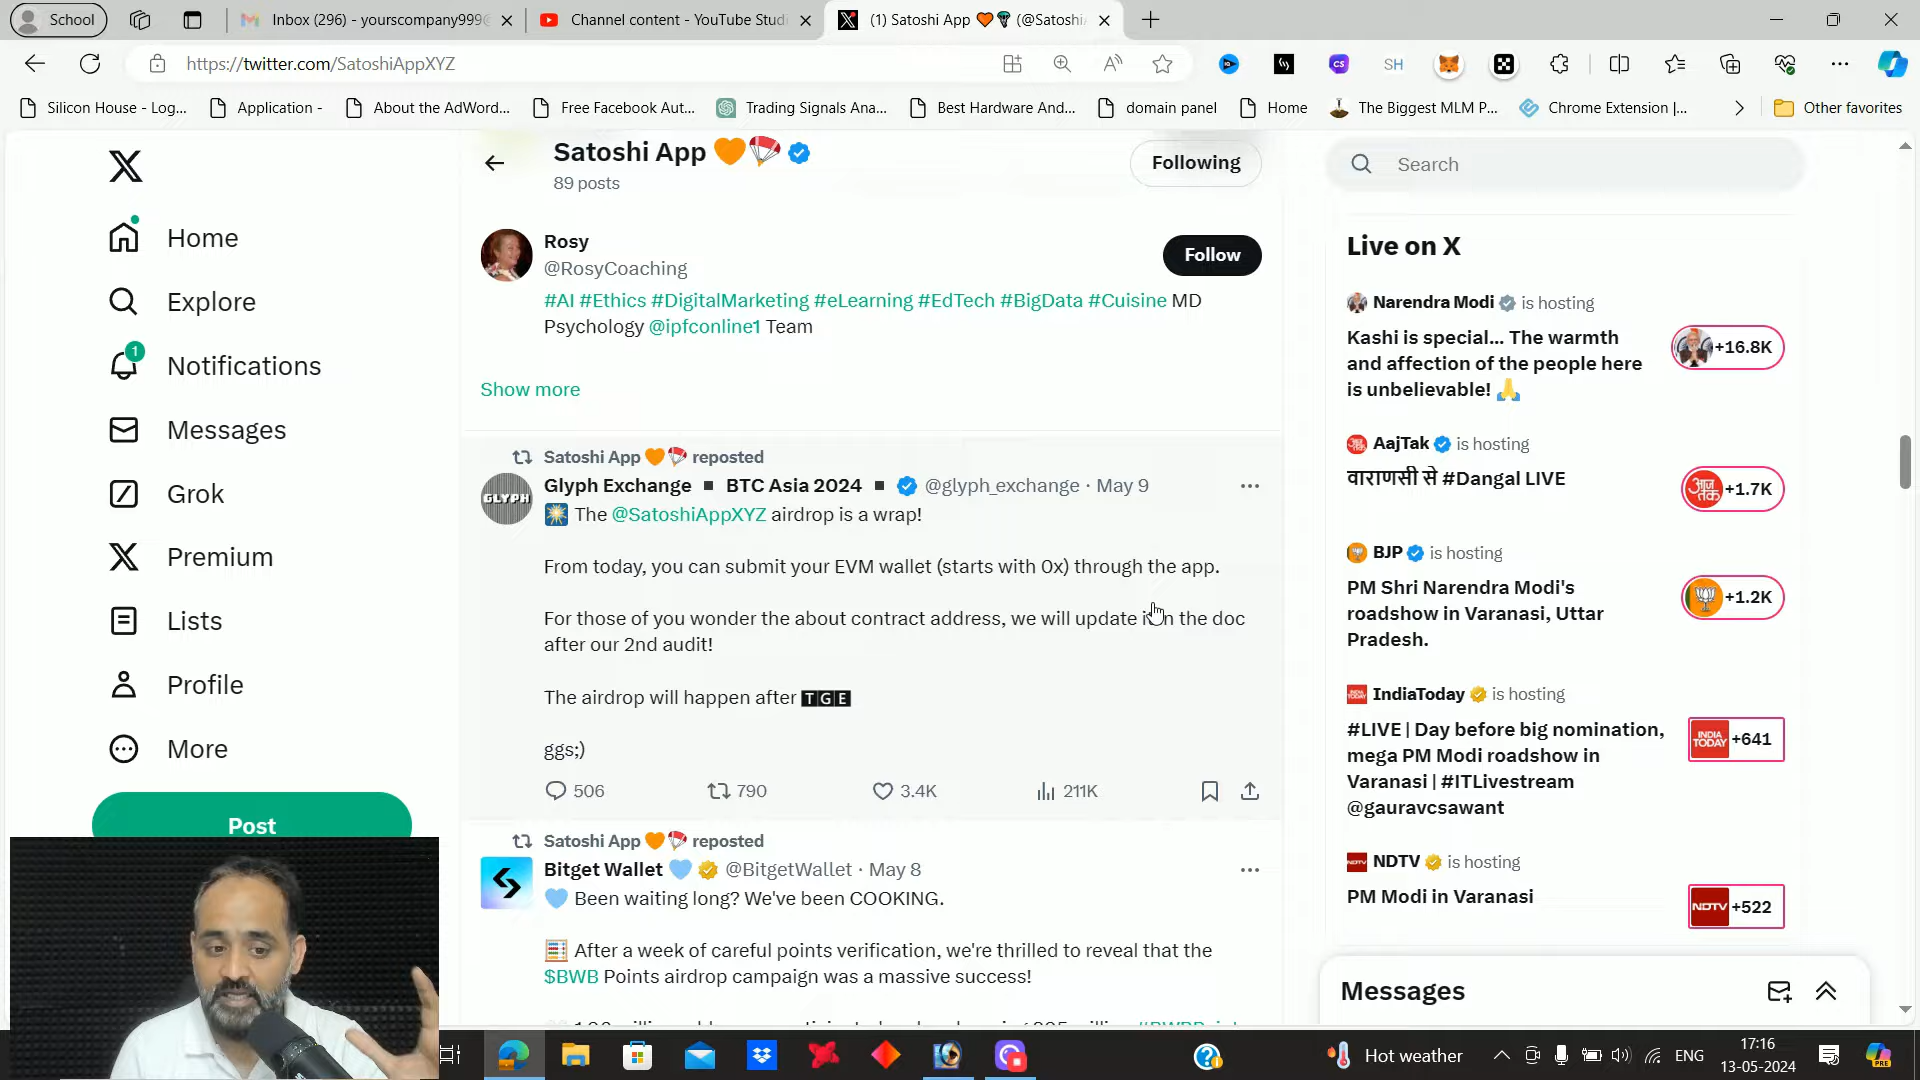 School
Inbox (296) - yourscompany999@
Channel content - YouTube Studi
(1) Satoshi App 🧡🪂 (@Satoshi
https://twitter.com/SatoshiAppXYZ
Silicon House - Log...
Application -
About the AdWord...
Free Facebook Aut...
Trading Signals Ana...
Best Hardware And...
domain panel
Home
The Biggest MLM P...
Chrome Extension |...
Other favorites
Home
Explore
1
Notifications
Messages
Grok
Premium
Lists
Profile
More
Post
Satoshi App 🧡🪂
89 posts
Following
Rosy
@RosyCoaching
Follow
#AI #Ethics #DigitalMarketing #eLearning #EdTech #BigData #Cuisine MD
Psychology @ipfconline1 Team
Show more
Satoshi App 🧡🪂 reposted
GLYPH
Glyph Exchange ▪ BTC Asia 2024 ▪ @glyph_exchange · May 9
🎇 The @SatoshiAppXYZ airdrop is a wrap!
From today, you can submit your EVM wallet (starts with 0x) through the app.
For those of you wonder the about contract address, we will update it in the doc
after our 2nd audit!
The airdrop will happen after 🆃🅶🅴
ggs;)
506
790
3.4K
211K
Satoshi App 🧡🪂 reposted
Bitget Wallet 🩵 @BitgetWallet · May 8
🩵 Been waiting long? We've been COOKING.
🧮 After a week of careful points verification, we're thrilled to reveal that the
$BWB Points airdrop campaign was a massive success!
Search
Live on X
Narendra Modi is hosting
Kashi is special... The warmth
and affection of the people here
is unbelievable! 🙏
+16.8K
AajTak is hosting
वाराणसी से #Dangal LIVE
+1.7K
BJP is hosting
PM Shri Narendra Modi's
roadshow in Varanasi, Uttar
Pradesh.
+1.2K
IndiaToday is hosting
#LIVE | Day before big nomination,
mega PM Modi roadshow in
Varanasi | #ITLivestream
@gauravcsawant
INDIA TODAY
+641
NDTV is hosting
PM Modi in Varanasi
NDTV
+522
Messages
Hot weather
ENG
17:16
13-05-2024